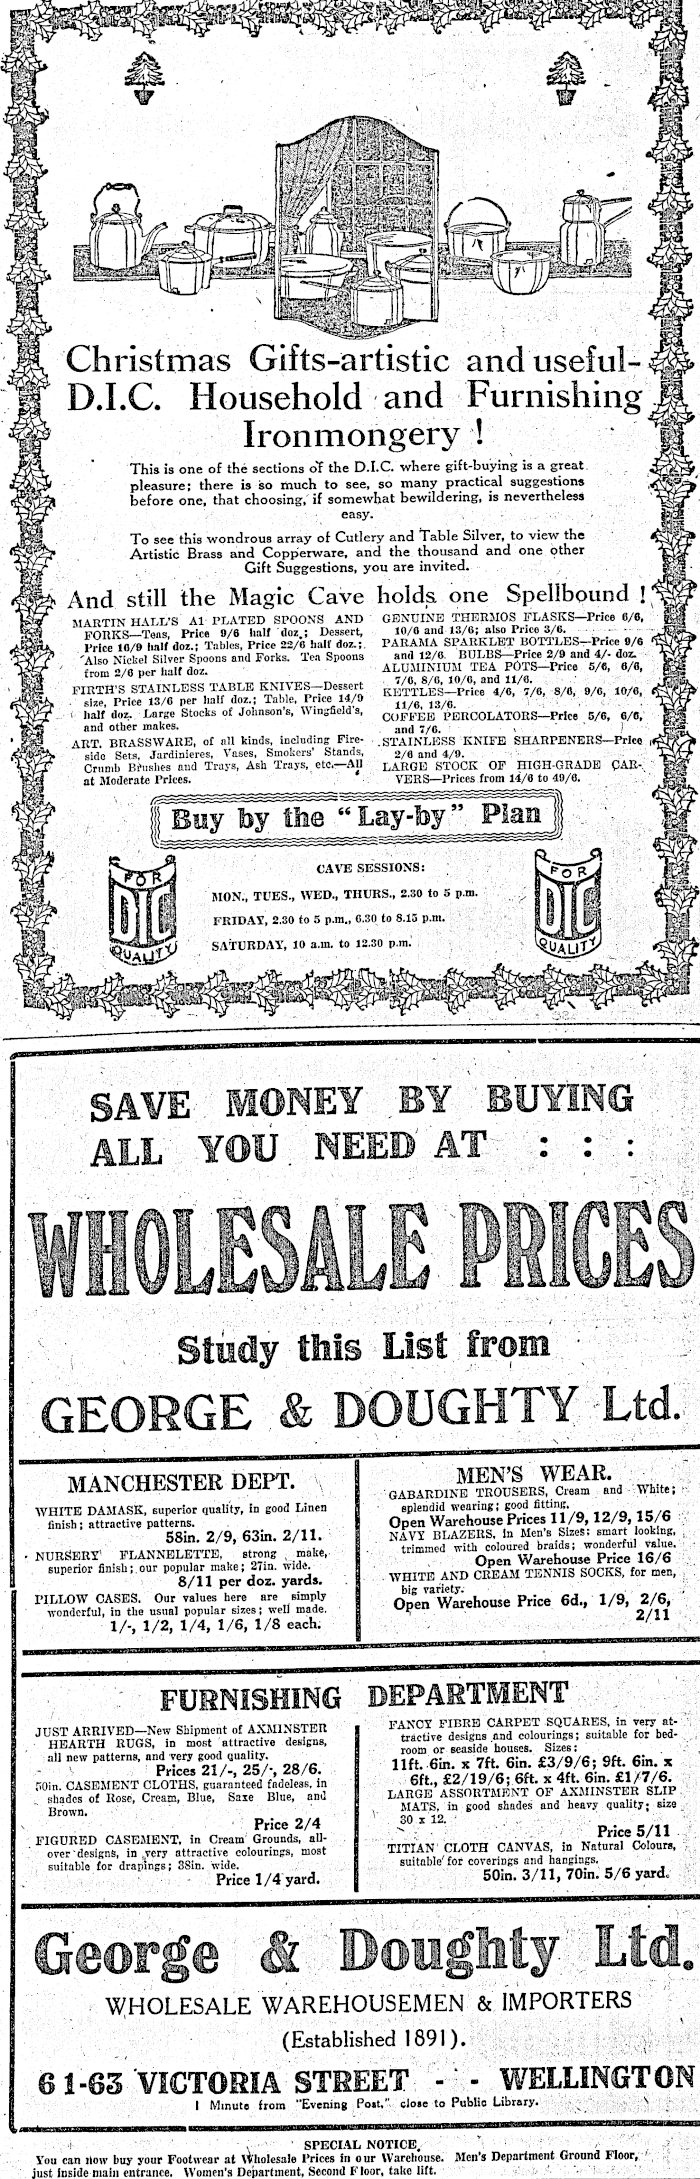 Christmas Gifts-artistic and useful-
D.I.C. Household and Furnishing
Ironmongery !
This is one of the sections of the D.I.C. where gift-buying is a great
pleasure; there is so much to see, so many practical suggestions
before one, that choosing, if somewhat bewildering, is nevertheless
easy.
To see this wondrous array of Cutlery and Table Silver, to view the
Artistic Brass and Copperware, and the thousand and one other
Gift Suggestions, you are invited.
And still the Magic Cave holds one Spellbound !
MARTIN HALL'S A1 PLATED SPOONS AND
FORKS—Teas, Price 9/6 half doz.; Dessert,
Price 16/9 half doz.; Tables, Price 22/6 half doz.;
Also Nickel Silver Spoons and Forks. Tea Spoons
from 2/6 per half doz.
FIRTH'S STAINLESS TABLE KNIVES—Dessert
size, Price 13/6 per half doz.; Table, Price 14/9
half doz. Large Stocks of Johnson's, Wingfield's,
and other makes.
ART. BRASSWARE, of all kinds, including Fire-
side Sets, Jardinieres, Vases, Smokers' Stands,
Crumb Brushes and Trays, Ash Trays, etc.—All
at Moderate Prices.
GENUINE THERMOS FLASKS—Price 6/6,
10/6 and 13/6; also Price 3/6.
PARAMA SPARKLET BOTTLES—Price 9/6
and 12/6. BULBS—Price 2/9 and 4/- doz.
ALUMINIUM TEA POTS—Price 5/6, 6/6,
7/6, 8/6, 10/6, and 11/6.
KETTLES—Price 4/6, 7/6, 8/6, 9/6, 10/6,
11/6, 13/6.
COFFEE PERCOLATORS—Price 5/6, 6/6,
and 7/6.
STAINLESS KNIFE SHARPENERS—Price
2/6 and 4/9.
LARGE STOCK OF HIGH-GRADE CAR-
VERS—Prices from 14/6 to 49/6.
Buy by the "Lay-by" Plan
FOR
DIC
QUALITY
CAVE SESSIONS:
MON., TUES., WED., THURS., 2.30 to 5 p.m.
FRIDAY, 2.30 to 5 p.m., 6.30 to 8.15 p.m.
SATURDAY, 10 a.m. to 12.30 p.m.
FOR
DIC
QUALITY
SAVE MONEY BY BUYING
ALL YOU NEED AT : : :
WHOLESALE PRICES
Study this List from
GEORGE & DOUGHTY Ltd.
MANCHESTER DEPT.
WHITE DAMASK, superior quality, in good Linen
finish; attractive patterns.
58in. 2/9, 63in. 2/11.
NURSERY FLANNELETTE, strong make,
superior finish; our popular make; 27in. wide.
8/11 per doz. yards.
PILLOW CASES. Our values here are simply
wonderful, in the usual popular sizes; well made.
1/-, 1/2, 1/4, 1/6, 1/8 each.
MEN'S WEAR.
GABARDINE TROUSERS, Cream and White;
splendid wearing; good fitting.
Open Warehouse Prices 11/9, 12/9, 15/6
NAVY BLAZERS, in Men's Sizes; smart looking,
trimmed with coloured braids; wonderful value.
Open Warehouse Price 16/6
WHITE AND CREAM TENNIS SOCKS, for men,
big variety.
Open Warehouse Price 6d., 1/9, 2/6,
2/11
FURNISHING DEPARTMENT
JUST ARRIVED—New Shipment of AXMINSTER
HEARTH RUGS, in most attractive designs,
all new patterns, and very good quality.
Prices 21/-, 25/-, 28/6.
50in. CASEMENT CLOTHS, guaranteed fadeless, in
shades of Rose, Cream, Blue, Saxe Blue, and
Brown.
Price 2/4
FIGURED CASEMENT, in Cream Grounds, all-
over designs, in very attractive colourings, most
suitable for drapings; 38in. wide.
Price 1/4 yard.
FANCY FIBRE CARPET SQUARES, in very at-
tractive designs and colourings; suitable for bed-
room or seaside houses. Sizes:
11ft. 6in. x 7ft. 6in. £3/9/6; 9ft. 6in. x
6ft., £2/19/6; 6ft. x 4ft. 6in. £1/7/6.
LARGE ASSORTMENT OF AXMINSTER SLIP
MATS, in good shades and heavy quality; size
30 x 12.
Price 5/11
TITIAN CLOTH CANVAS, in Natural Colours,
suitable for coverings and hangings.
50in. 3/11, 70in. 5/6 yard.
George & Doughty Ltd.
WHOLESALE WAREHOUSEMEN & IMPORTERS
(Established 1891).
61-63 VICTORIA STREET - - WELLINGTON
1 Minute from "Evening Post," close to Public Library.
SPECIAL NOTICE.
You can now buy your Footwear at Wholesale Prices in our Warehouse. Men's Department Ground Floor,
just inside main entrance. Women's Department, Second Floor, take lift.